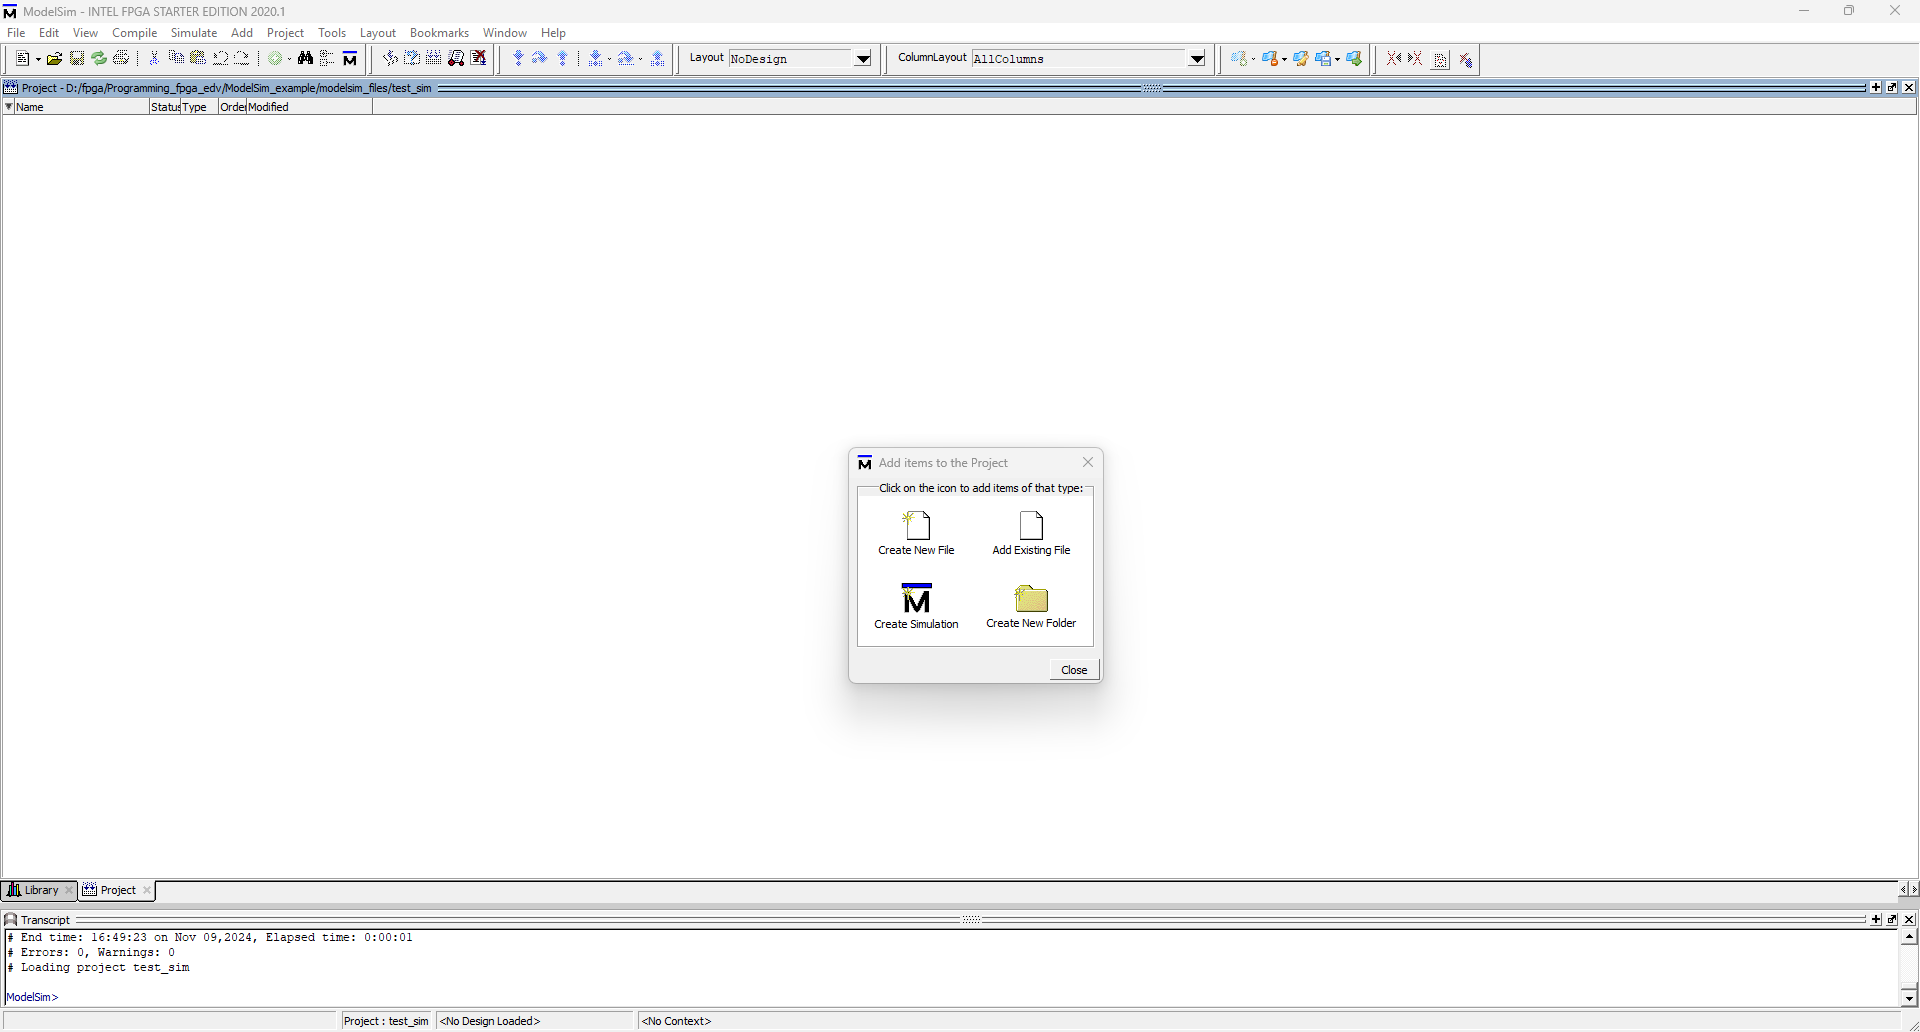 ModelSim - INTEL FPGA STARTER EDITION 2020.1
File Edit View Compile Simulate Add Project Tools Layout Bookmarks Window Help
Layout NoDesign ColumnLayout AllColumns
Project - D:/fpga/Programming_fpga_edv/ModelSim_example/modelsim_files/test_sim
Name Status Type Order Modified
Add items to the Project
Click on the icon to add items of that type:
Create New File Add Existing File
Create Simulation Create New Folder
Close
Library Project
Transcript
# End time: 16:49:23 on Nov 09,2024, Elapsed time: 0:00:01
# Errors: 0, Warnings: 0
# Loading project test_sim
ModelSim>
Project : test_sim <No Design Loaded> <No Context>